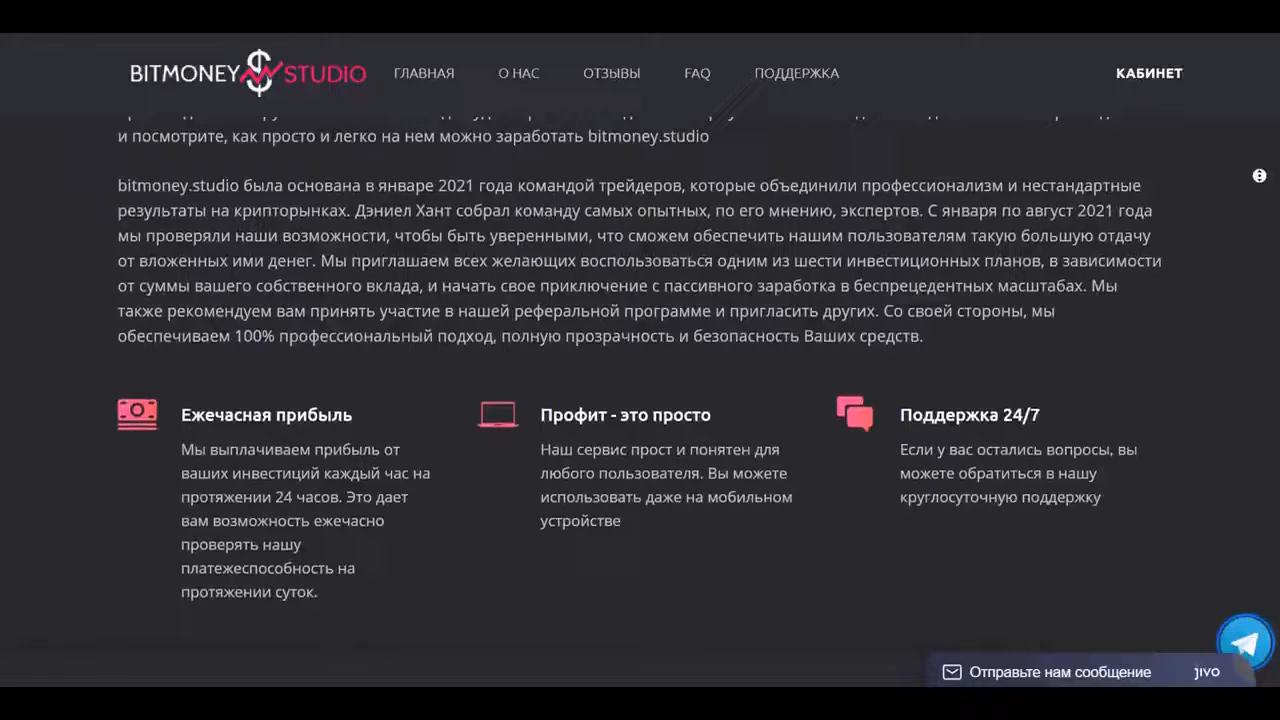 BITMONEY $ STUDIO
ГЛАВНАЯ
О НАС
ОТЗЫВЫ
FAQ
ПОДДЕРЖКА
КАБИНЕТ
и посмотрите, как просто и легко на нем можно заработать bitmoney.studio
bitmoney.studio была основана в январе 2021 года командой трейдеров, которые объединили профессионализм и нестандартные
результаты на крипторынках. Дэниел Хант собрал команду самых опытных, по его мнению, экспертов. С января по август 2021 года
мы проверяли наши возможности, чтобы быть уверенными, что сможем обеспечить нашим пользователям такую большую отдачу
от вложенных ими денег. Мы приглашаем всех желающих воспользоваться одним из шести инвестиционных планов, в зависимости
от суммы вашего собственного вклада, и начать свое приключение с пассивного заработка в беспрецедентных масштабах. Мы
также рекомендуем вам принять участие в нашей реферальной программе и пригласить других. Со своей стороны, мы
обеспечиваем 100% профессиональный подход, полную прозрачность и безопасность Ваших средств.
Ежечасная прибыль
Мы выплачиваем прибыль от
ваших инвестиций каждый час на
протяжении 24 часов. Это дает
вам возможность ежечасно
проверять нашу
платежеспособность на
протяжении суток.
Профит - это просто
Наш сервис прост и понятен для
любого пользователя. Вы можете
использовать даже на мобильном
устройстве
Поддержка 24/7
Если у вас остались вопросы, вы
можете обратиться в нашу
круглосуточную поддержку
Отправьте нам сообщение
jivo